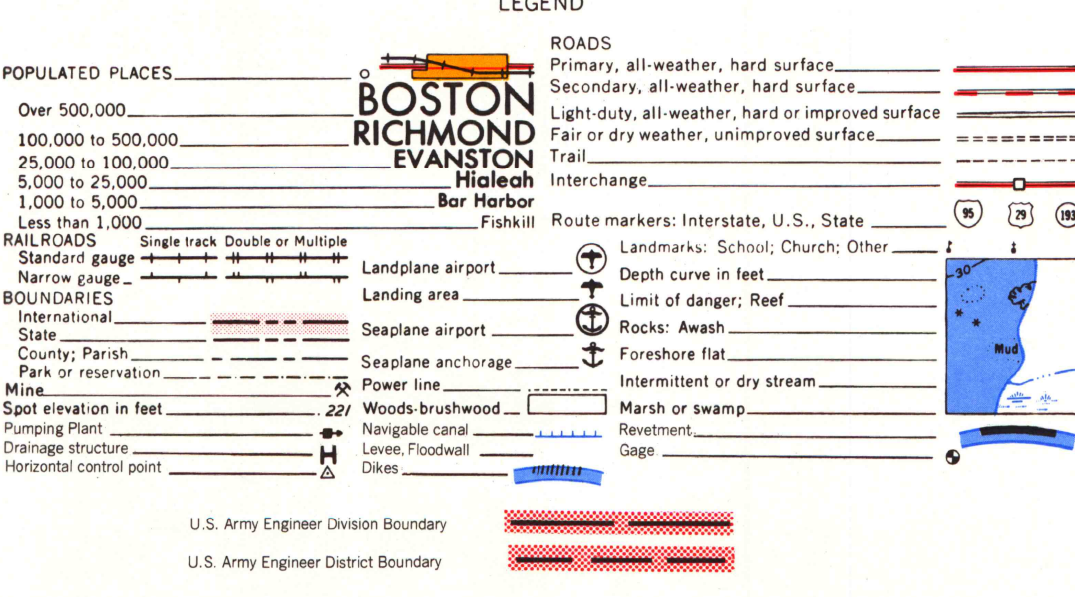 LEGEND
POPULATED PLACES
Over 500,000 BOSTON
100,000 to 500,000 RICHMOND
25,000 to 100,000 EVANSTON
5,000 to 25,000 Hialeah
1,000 to 5,000 Bar Harbor
Less than 1,000 Fishkill
RAILROADS Single track Double or Multiple
Standard gauge
Narrow gauge
BOUNDARIES
International
State
County; Parish
Park or reservation
Mine
Spot elevation in feet . 221
Pumping Plant
Drainage structure
Horizontal control point
Landplane airport
Landing area
Seaplane airport
Seaplane anchorage
Power line
Woods-brushwood
Navigable canal
Levee, Floodwall
Dikes
ROADS
Primary, all-weather, hard surface
Secondary, all-weather, hard surface
Light-duty, all-weather, hard or improved surface
Fair or dry weather, unimproved surface
Trail
Interchange
Route markers: Interstate, U.S., State 95 29 193
Landmarks: School; Church; Other
Depth curve in feet 30
Limit of danger; Reef
Rocks: Awash
Foreshore flat Mud
Intermittent or dry stream
Marsh or swamp
Revetment
Gage
U.S. Army Engineer Division Boundary
U.S. Army Engineer District Boundary